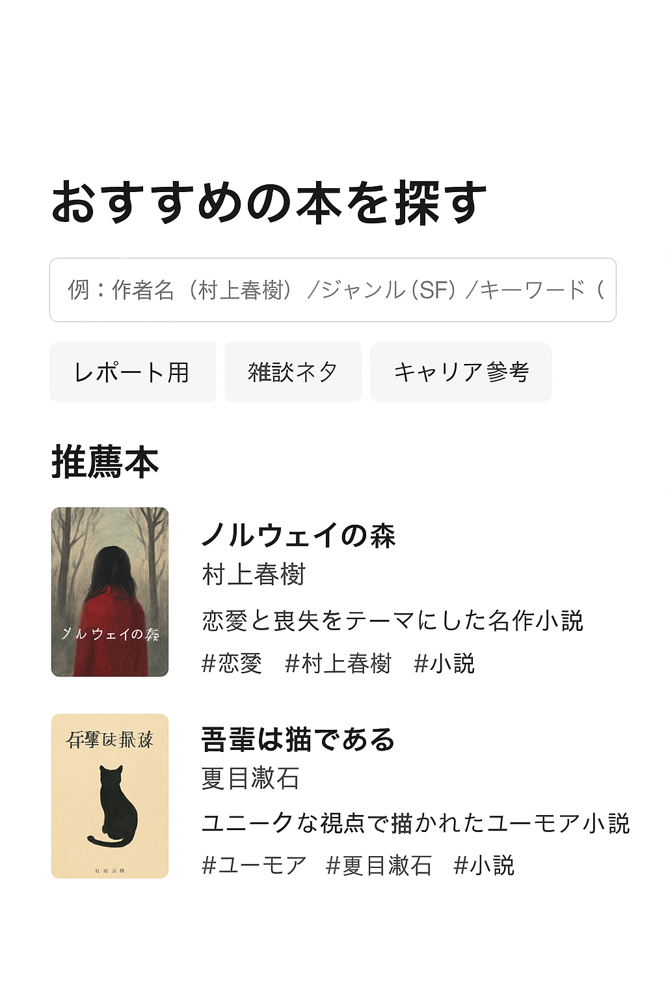 おすすめの本を探す
例：作者名（村上春樹）/ジャンル（SF）/キーワード（
レポート用
雑談ネタ
キャリア参考
推薦本
ノルウェイの森
村上春樹
恋愛と喪失をテーマにした名作小説
#恋愛 #村上春樹 #小説
ノルウェイの
吾輩は猫である
夏目漱石
ユニークな視点で描かれたユーモア小説
#ユーモア #夏目漱石 #小説